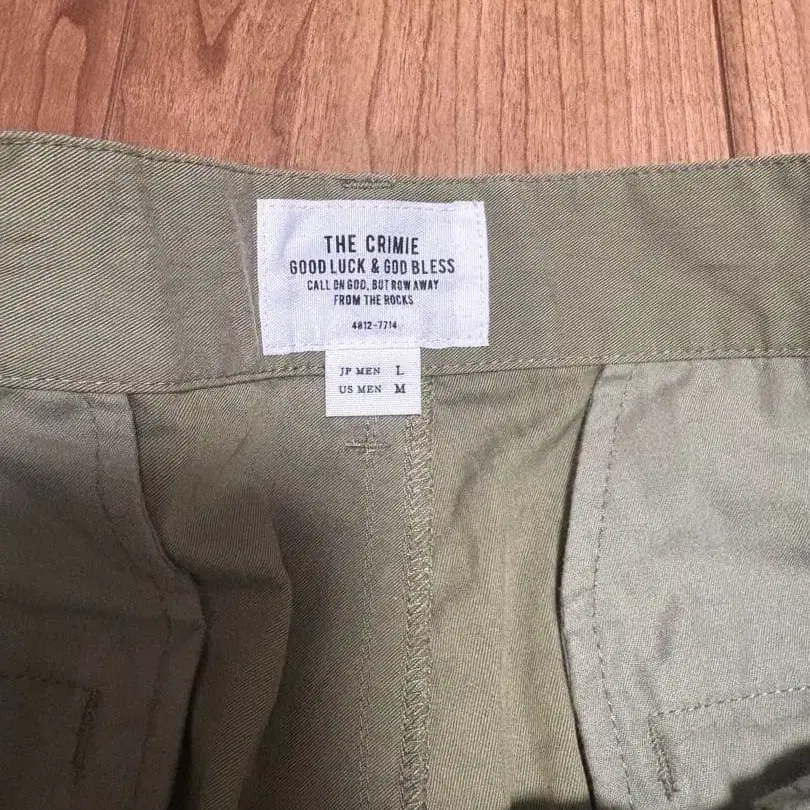 THE CRIMIE
GOOD LUCK & GOD BLESS
CALL ON GOD, BUT ROW AWAY
FROM THE ROCKS
4812-7714
JP MEN L
US MEN M